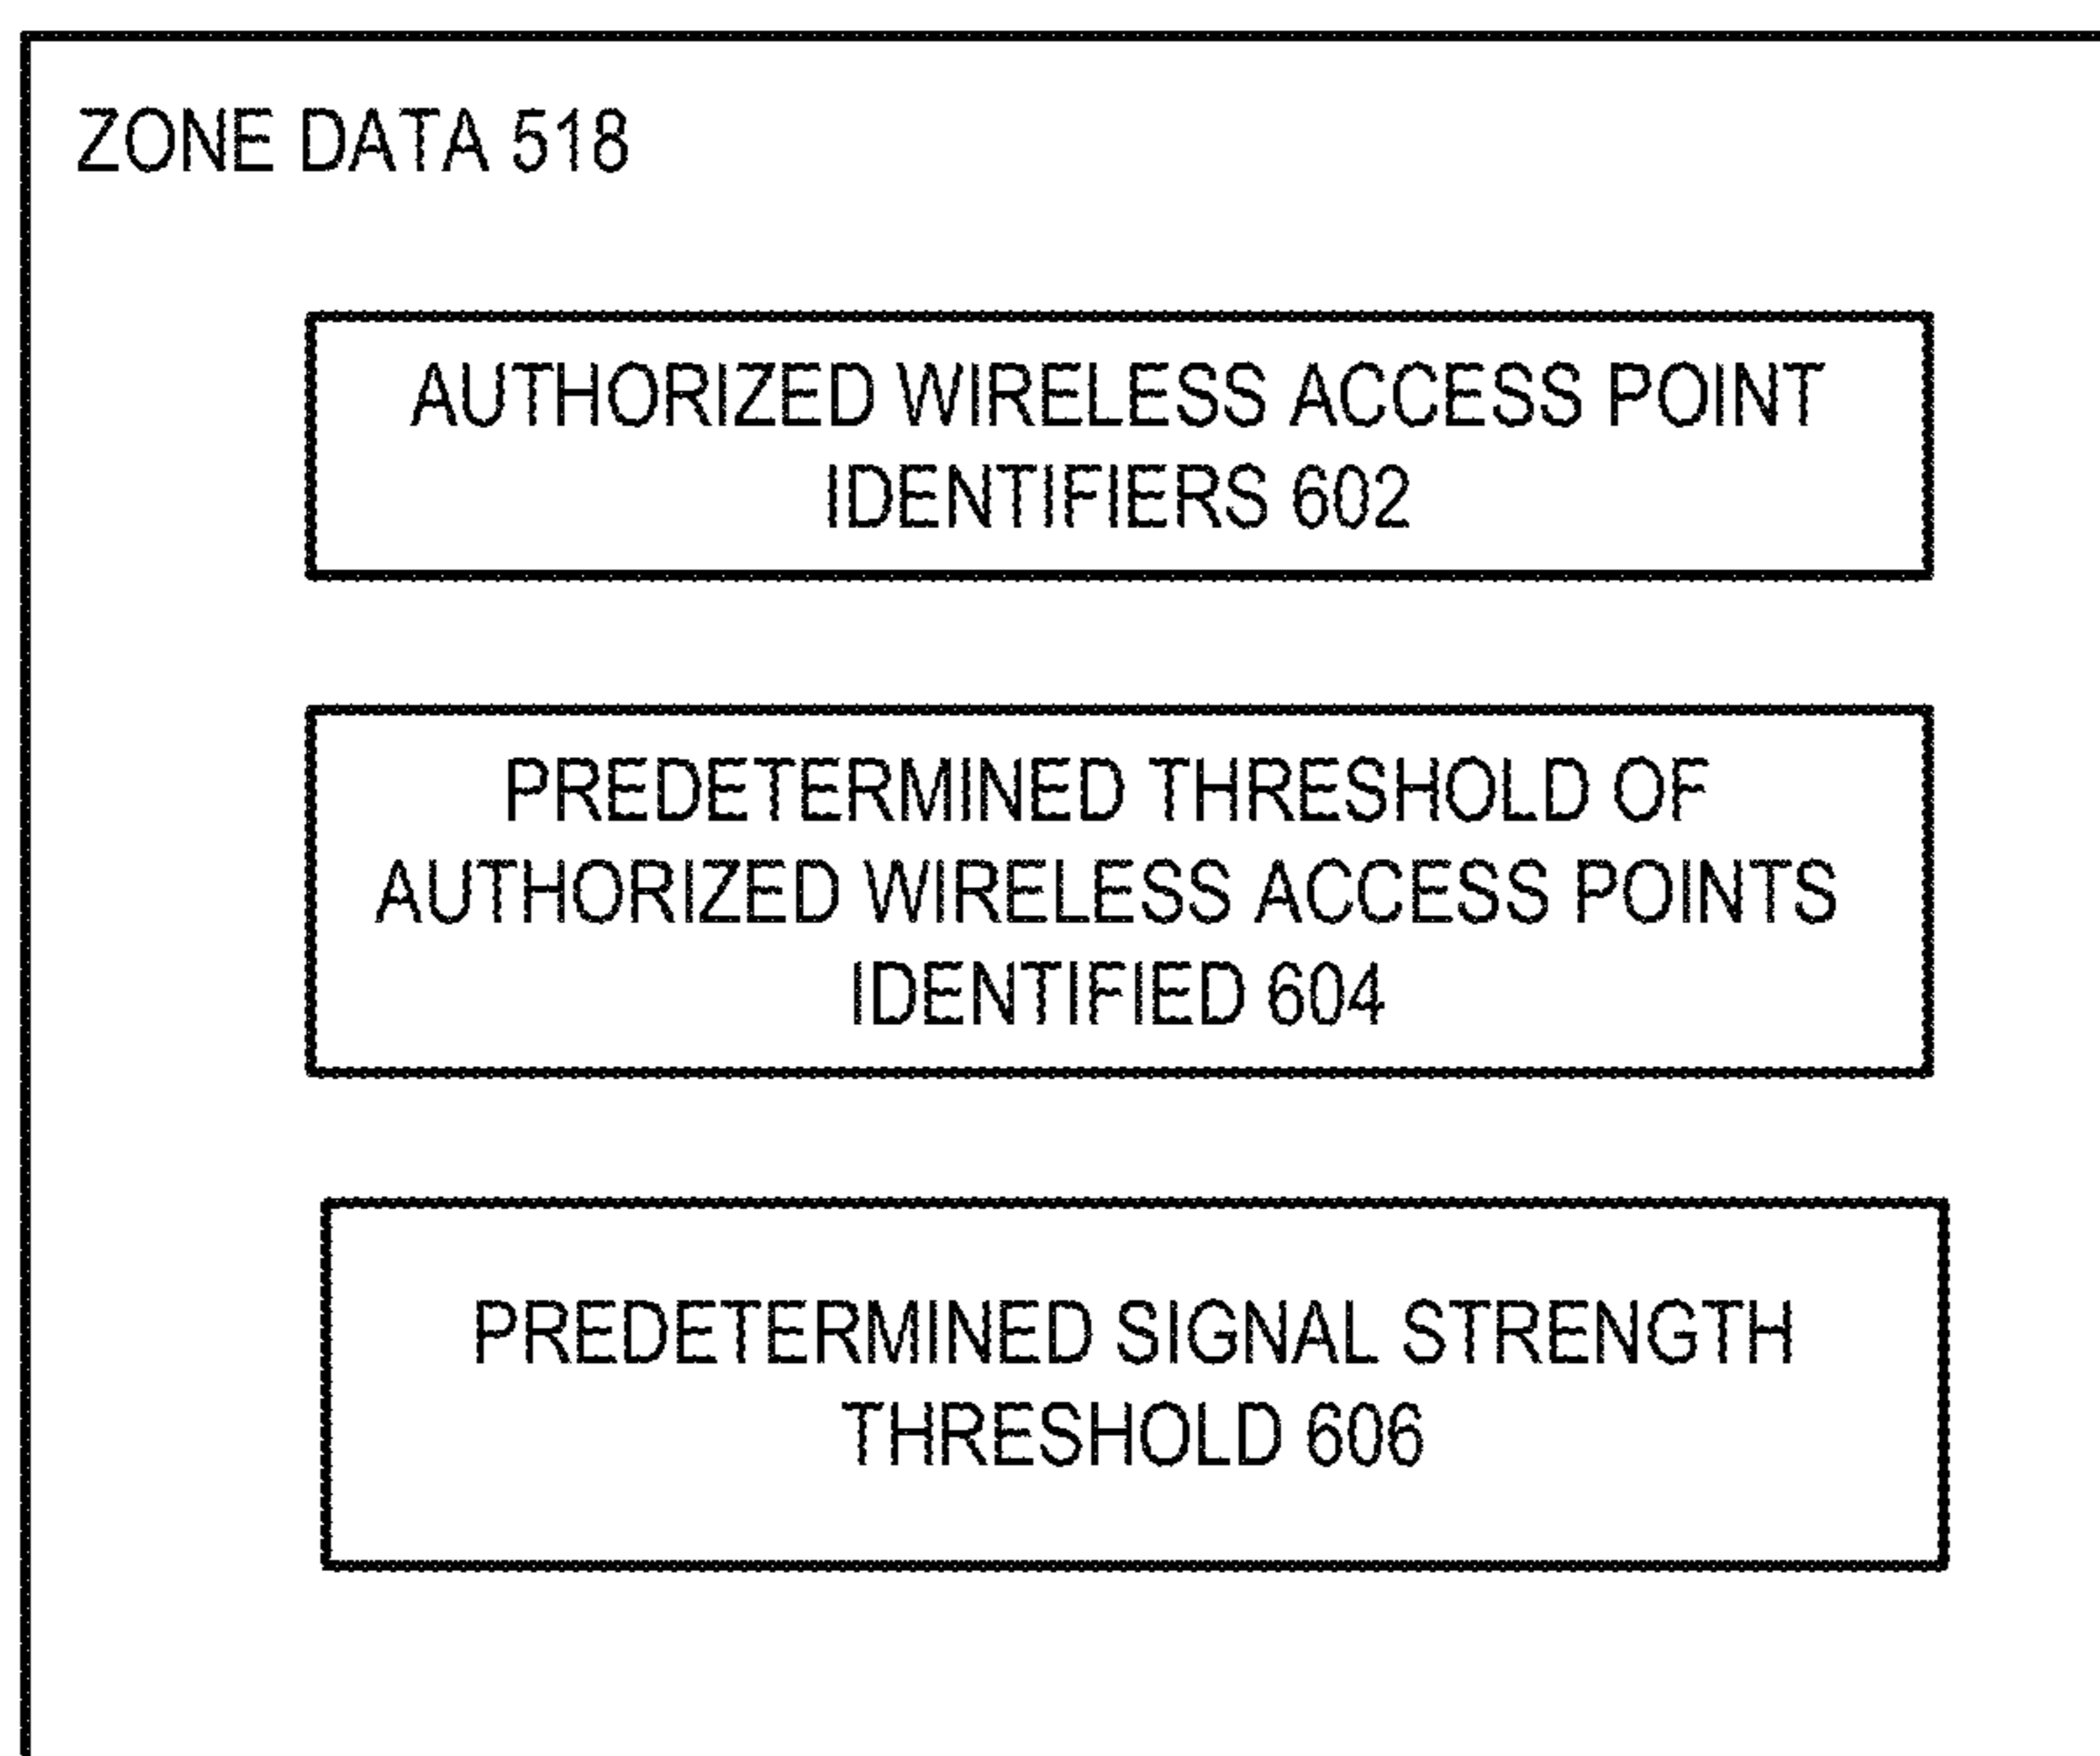 ZONE DATA 518
AUTHORIZED WIRELESS ACCESS POINT
IDENTIFIERS 602
PREDETERMINED THRESHOLD OF
AUTHORIZED WIRELESS ACCESS POINTS
IDENTIFIED 604
PREDETERMINED SIGNAL STRENGTH
THRESHOLD 606